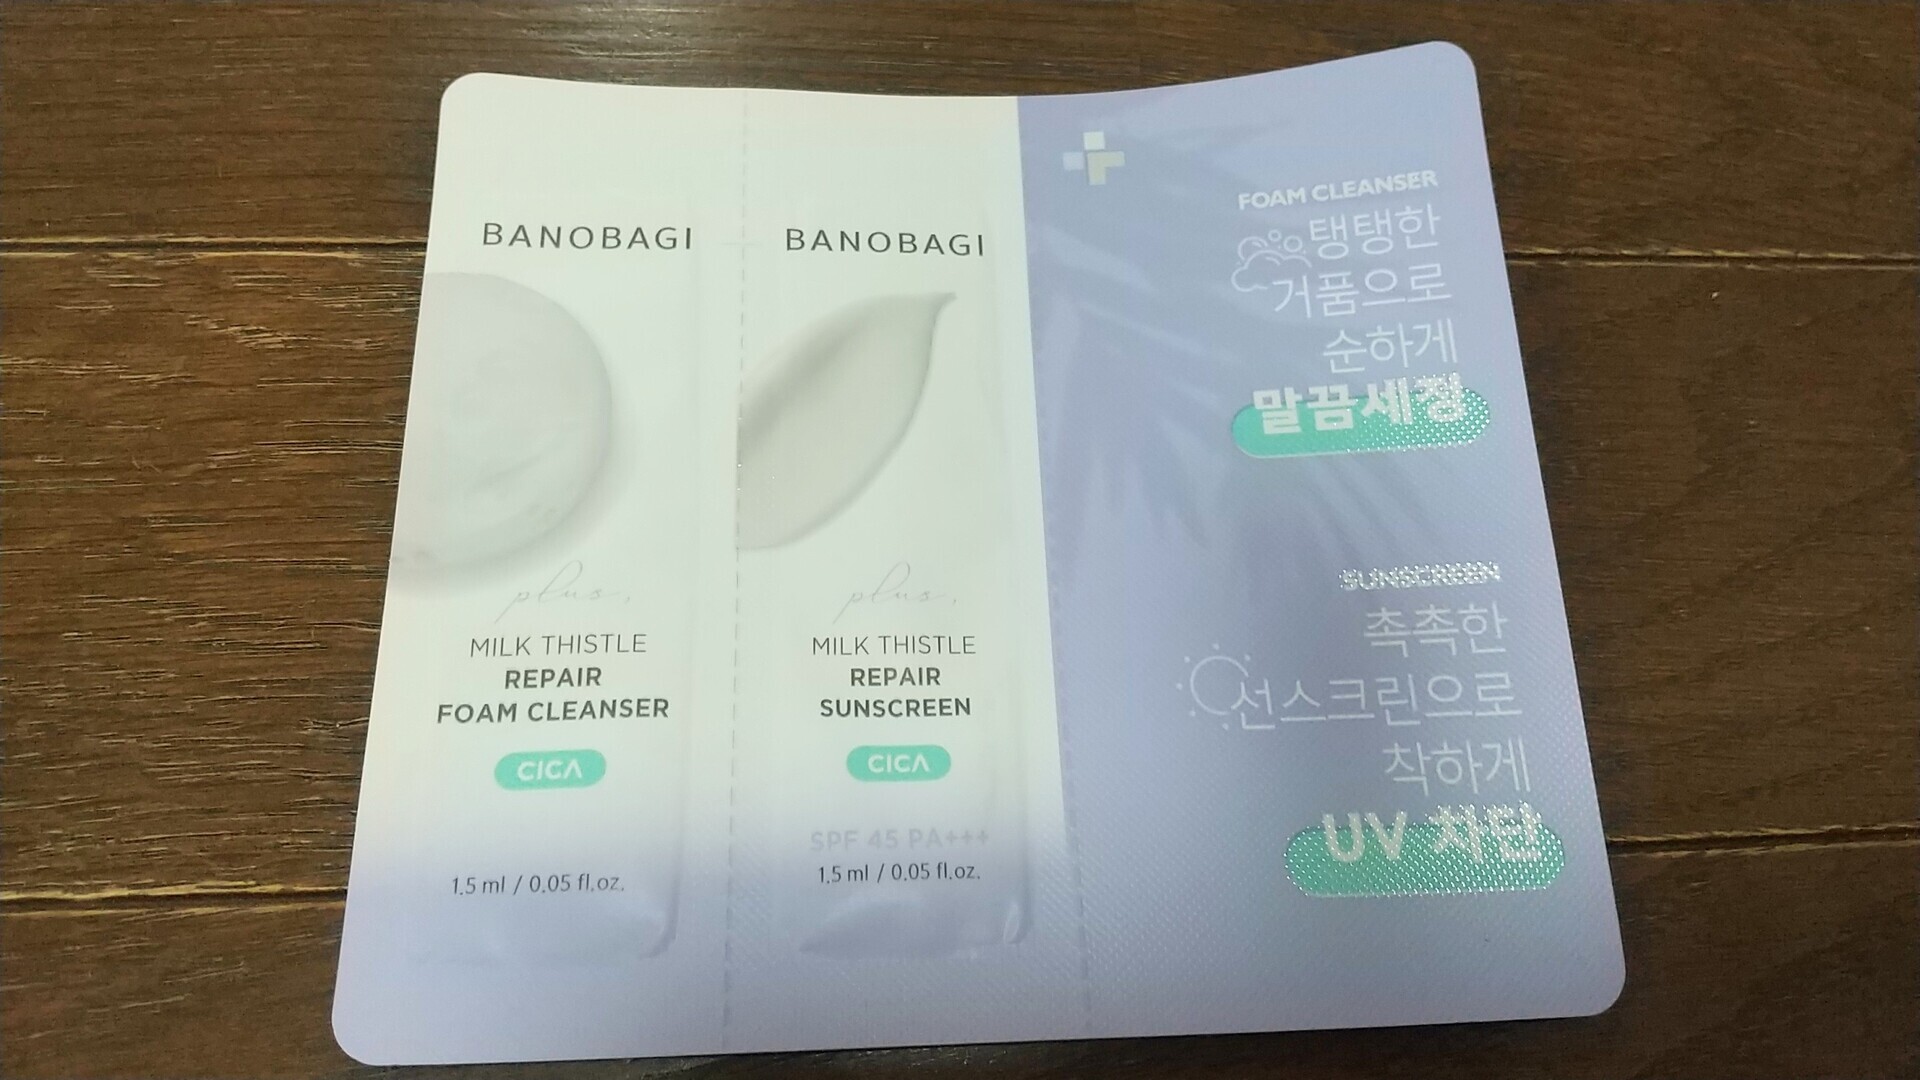 BANOBAGI
plus,
MILK THISTLE
REPAIR
FOAM CLEANSER
CICA
1.5 ml / 0.05 fl.oz.
BANOBAGI
plus,
MILK THISTLE
REPAIR
SUNSCREEN
CICA
SPF 45 PA+++
1.5 ml / 0.05 fl.oz.
FOAM CLEANSER
탱탱한
거품으로
순하게
말끔세정
SUNSCREEN
촉촉한
선스크린으로
착하게
UV 차단